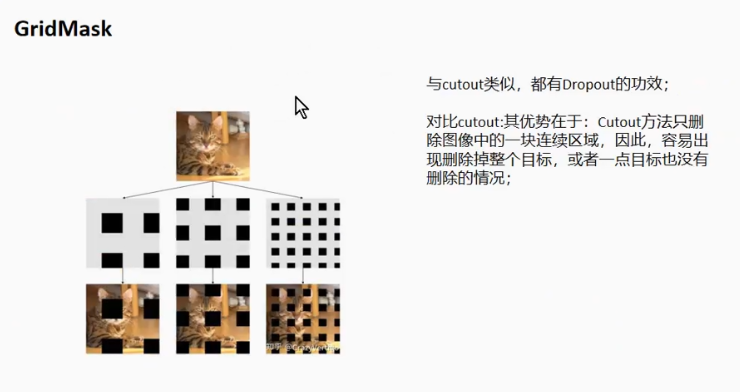 GridMask
与cutout类似，都有Dropout的功效；
对比cutout:其优势在于：Cutout方法只删
除图像中的一块连续区域，因此，容易出
现删除掉整个目标，或者一点目标也没有
删除的情况；
知乎